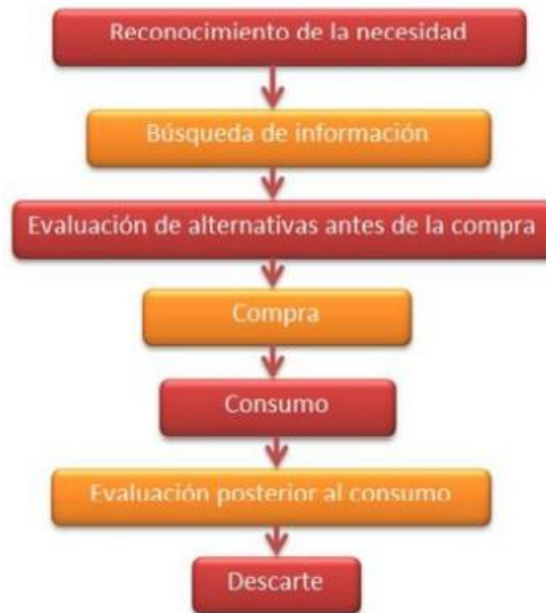 Reconocimiento de la necesidad
Búsqueda de información
Evaluación de alternativas antes de la compra
Compra
Consumo
Evaluación posterior al consumo
Descarte